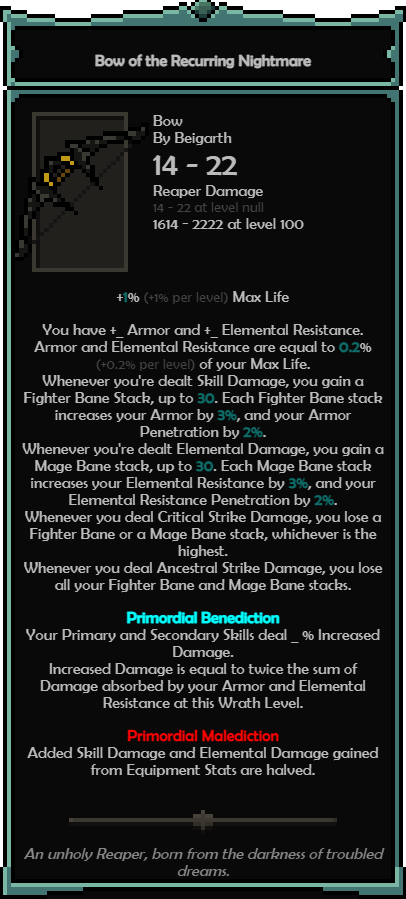 Bow of the Recurring Nightmare
Bow
By Beigarth
14 - 22
Reaper Damage
14 - 22 at level null
1614 - 2222 at level 100
+1% (+1% per level) Max Life
You have +_ Armor and +_ Elemental Resistance.
Armor and Elemental Resistance are equal to 0.2%
(+0.2% per level) of your Max Life.
Whenever you're dealt Skill Damage, you gain a
Fighter Bane Stack, up to 30. Each Fighter Bane stack
increases your Armor by 3%, and your Armor
Penetration by 2%.
Whenever you're dealt Elemental Damage, you gain a
Mage Bane stack, up to 30. Each Mage Bane stack
increases your Elemental Resistance by 3%, and your
Elemental Resistance Penetration by 2%.
Whenever you deal Critical Strike Damage, you lose a
Fighter Bane or a Mage Bane stack, whichever is the
highest.
Whenever you deal Ancestral Strike Damage, you lose
all your Fighter Bane and Mage Bane stacks.
Primordial Benediction
Your Primary and Secondary Skills deal _ % Increased
Damage.
Increased Damage is equal to twice the sum of
Damage absorbed by your Armor and Elemental
Resistance at this Wrath Level.
Primordial Malediction
Added Skill Damage and Elemental Damage gained
from Equipment Stats are halved.
An unholy Reaper, born from the darkness of troubled
dreams.